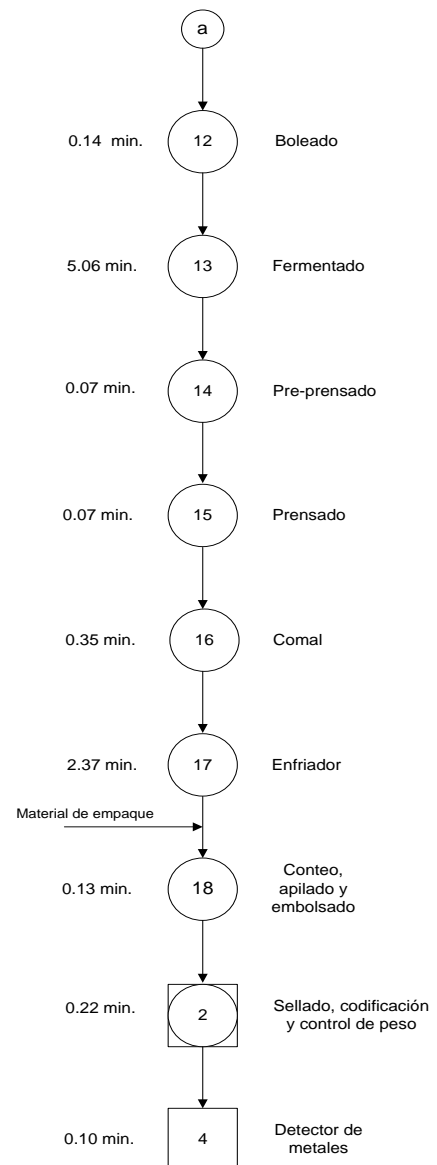 a
0.14 min. 12 Boleado
5.06 min. 13 Fermentado
0.07 min. 14 Pre-prensado
0.07 min. 15 Prensado
0.35 min. 16 Comal
2.37 min. 17 Enfriador
Material de empaque
0.13 min. 18 Conteo,
apilado y
embolsado
0.22 min. 2 Sellado, codificación
y control de peso
0.10 min. 4 Detector de
metales